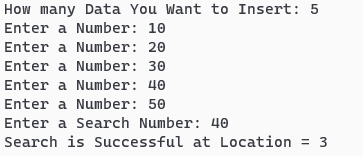 How many Data You Want to Insert: 5
Enter a Number: 10
Enter a Number: 20
Enter a Number: 30
Enter a Number: 40
Enter a Number: 50
Enter a Search Number: 40
Search is Successful at Location = 3